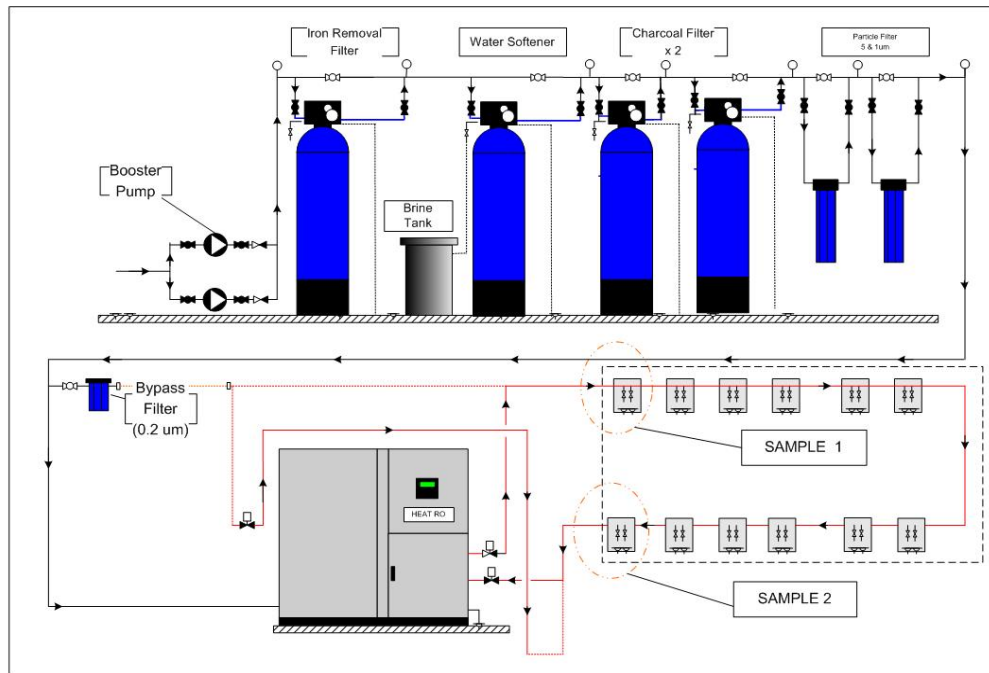 Iron Removal
Filter
Water Softener
Charcoal Filter
x 2
Particle Filter
5 & 1um
Booster
Pump
Brine
Tank
Bypass
Filter
(0.2 um)
SAMPLE 1
HEAT RO
SAMPLE 2